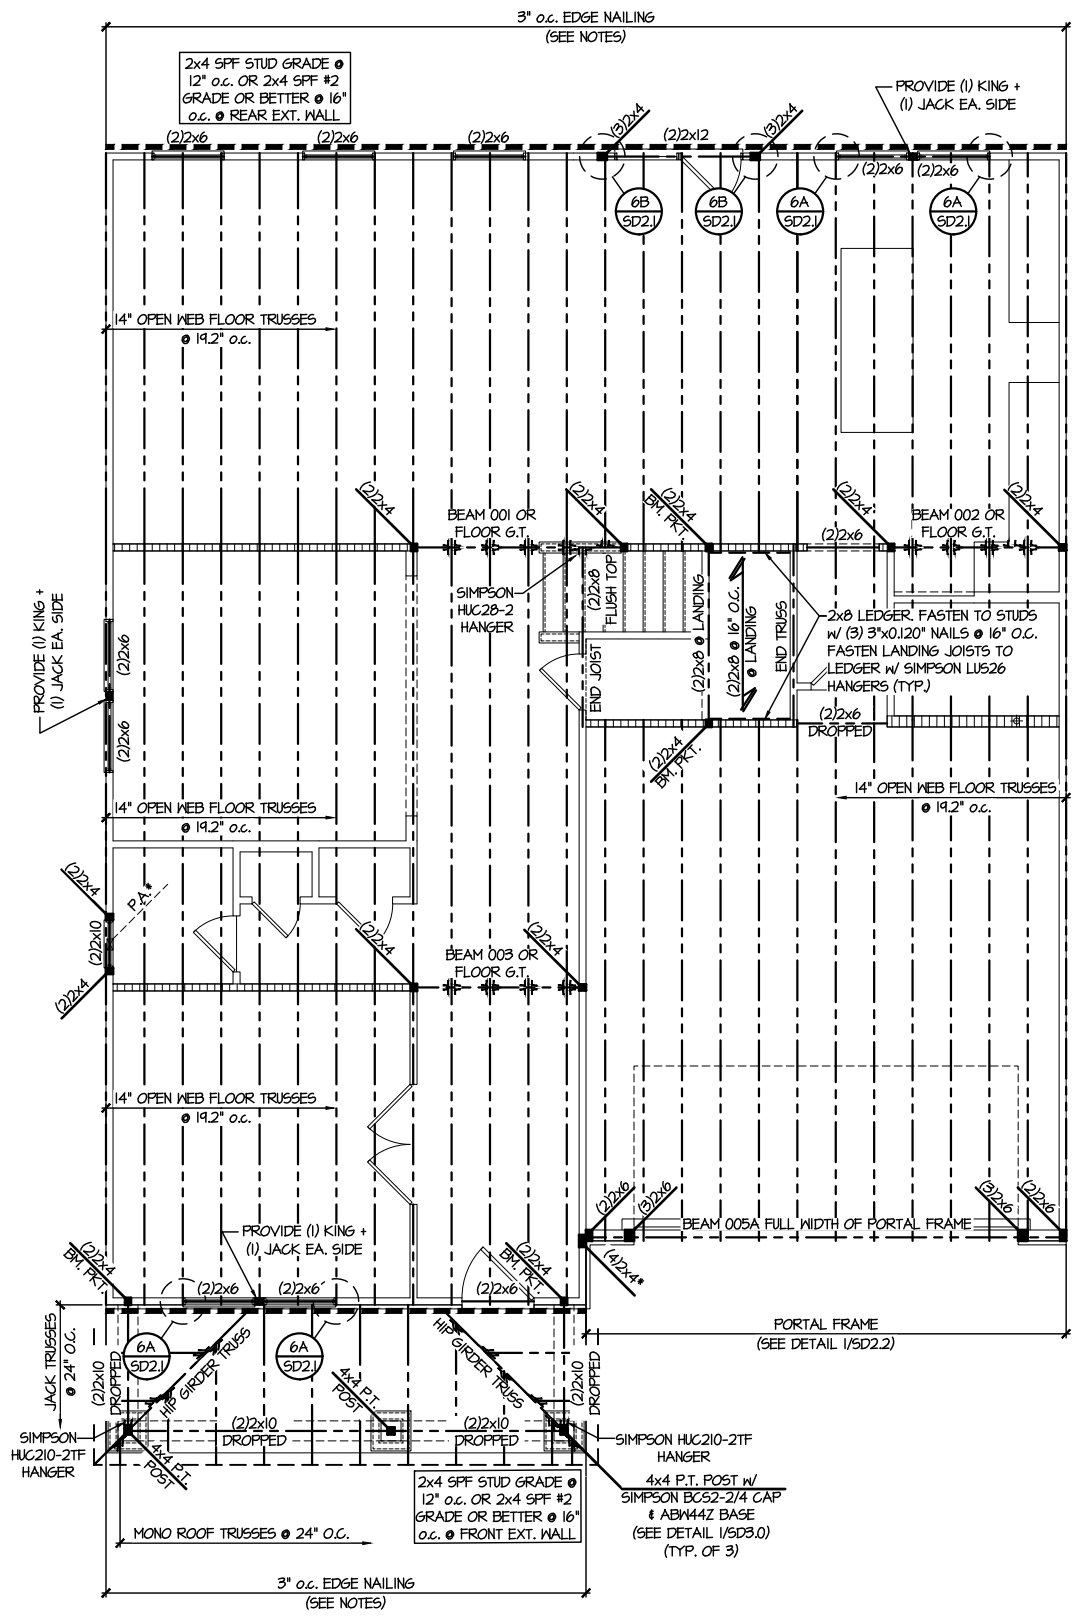 3" o.c. EDGE NAILING
(SEE NOTES)
2x4 SPF STUD GRADE @
12" o.c. OR 2x4 SPF #2
GRADE OR BETTER @ 16"
o.c. @ REAR EXT. WALL
PROVIDE (1) KING +
(1) JACK EA. SIDE
(2)2x6
(2)2x6
(2)2x6
(3)2x4
(2)2x12
(3)2x4
(2)2x6
(2)2x6
6B
SD2.1
6B
SD2.1
6A
SD2.1
6A
SD2.1
14" OPEN WEB FLOOR TRUSSES
@ 19.2" o.c.
(2)2x4
BEAM 001 OR
FLOOR G.T.
(2)2x4
(2)2x4
BM. PKT.
(2)2x4
(2)2x6
BEAM 002 OR
FLOOR G.T.
(2)2x4
SIMPSON
HUC28-2
HANGER
(2)2x8
FLUSH TOP
END JOIST
(2)2x8 @ LANDING
(2)2x8 @ 16" O.C.
@ LANDING
END TRUSS
2x8 LEDGER. FASTEN TO STUDS
w/ (3) 3"x0.120" NAILS @ 16" O.C.
FASTEN LANDING JOISTS TO
LEDGER w/ SIMPSON LUS26
HANGERS (TYP.)
(2)2x6
DROPPED
(2)2x4
BM. PKT.
PROVIDE (1) KING +
(1) JACK EA. SIDE
(2)2x6
(2)2x6
14" OPEN WEB FLOOR TRUSSES
@ 19.2" o.c.
14" OPEN WEB FLOOR TRUSSES
@ 19.2" o.c.
(2)2x4
P.A.*
(2)2x10
(2)2x4
(2)2x4
BEAM 003 OR
FLOOR G.T.
(2)2x4
14" OPEN WEB FLOOR TRUSSES
@ 19.2" o.c.
(2)2x6
(3)2x6
BEAM 005A FULL WIDTH OF PORTAL FRAME
(3)2x6
(2)2x6
(4)2x4*
PROVIDE (1) KING +
(1) JACK EA. SIDE
(2)2x4
BM. PKT.
(2)2x6
(2)2x6
(2)2x4
BM. PKT.
(2)2x6
PORTAL FRAME
(SEE DETAIL 1/SD2.2)
JACK TRUSSES
@ 24" O.C.
(2)2x10
DROPPED
6A
SD2.1
HIP GIRDER TRUSS
6A
SD2.1
HIP GIRDER TRUSS
(2)2x10
DROPPED
4x4 P.T.
POST
(2)2x10
DROPPED
(2)2x10
DROPPED
SIMPSON
HUC210-2TF
HANGER
4x4 P.T.
POST
SIMPSON HUC210-2TF
HANGER
4x4 P.T. POST w/
SIMPSON BCS2-2/4 CAP
& ABW44Z BASE
(SEE DETAIL 1/SD3.0)
(TYP. OF 3)
2x4 SPF STUD GRADE @
12" o.c. OR 2x4 SPF #2
GRADE OR BETTER @ 16"
o.c. @ FRONT EXT. WALL
MONO ROOF TRUSSES @ 24" O.C.
3" o.c. EDGE NAILING
(SEE NOTES)